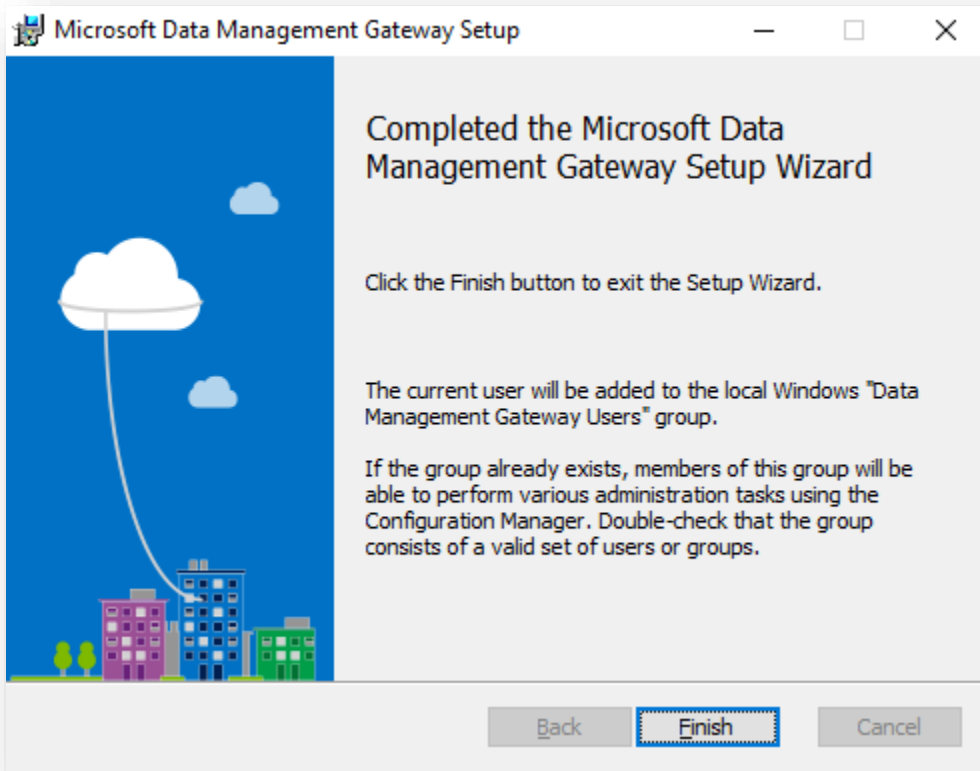 Microsoft Data Management Gateway Setup
Completed the Microsoft Data
Management Gateway Setup Wizard
Click the Finish button to exit the Setup Wizard.
The current user will be added to the local Windows "Data
Management Gateway Users" group.
If the group already exists, members of this group will be
able to perform various administration tasks using the
Configuration Manager. Double-check that the group
consists of a valid set of users or groups.
Back
Finish
Cancel